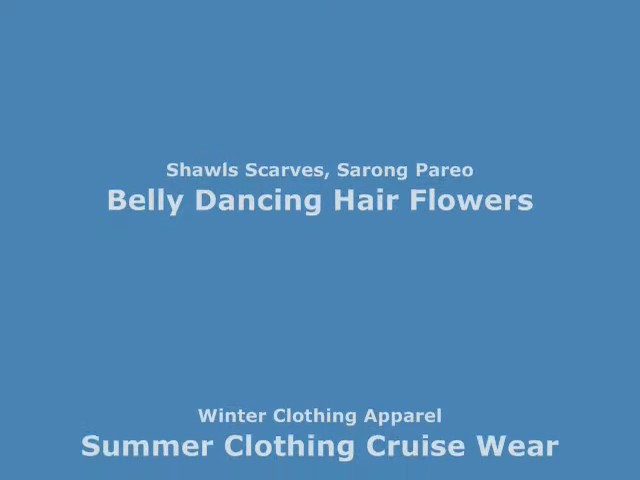 Shawls Scarves, Sarong Pareo
Belly Dancing Hair Flowers
Winter Clothing Apparel
Summer Clothing Cruise Wear